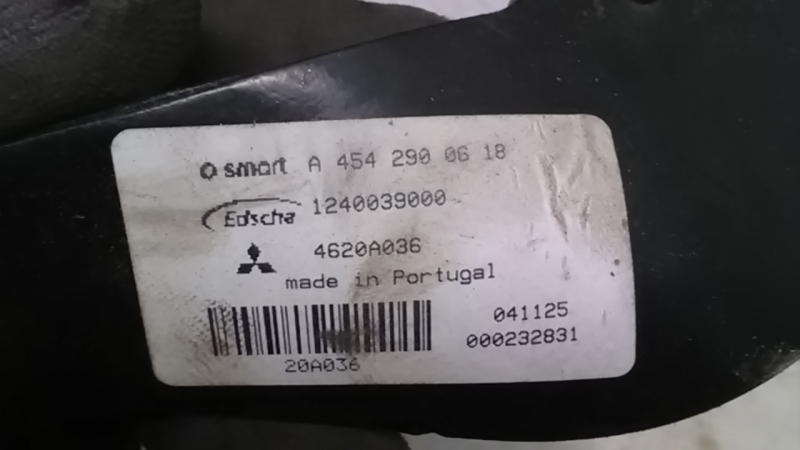 smart A 454 290 06 18
Edscha 1240039000
4620A036
made in Portugal
041125
000232831
20A036